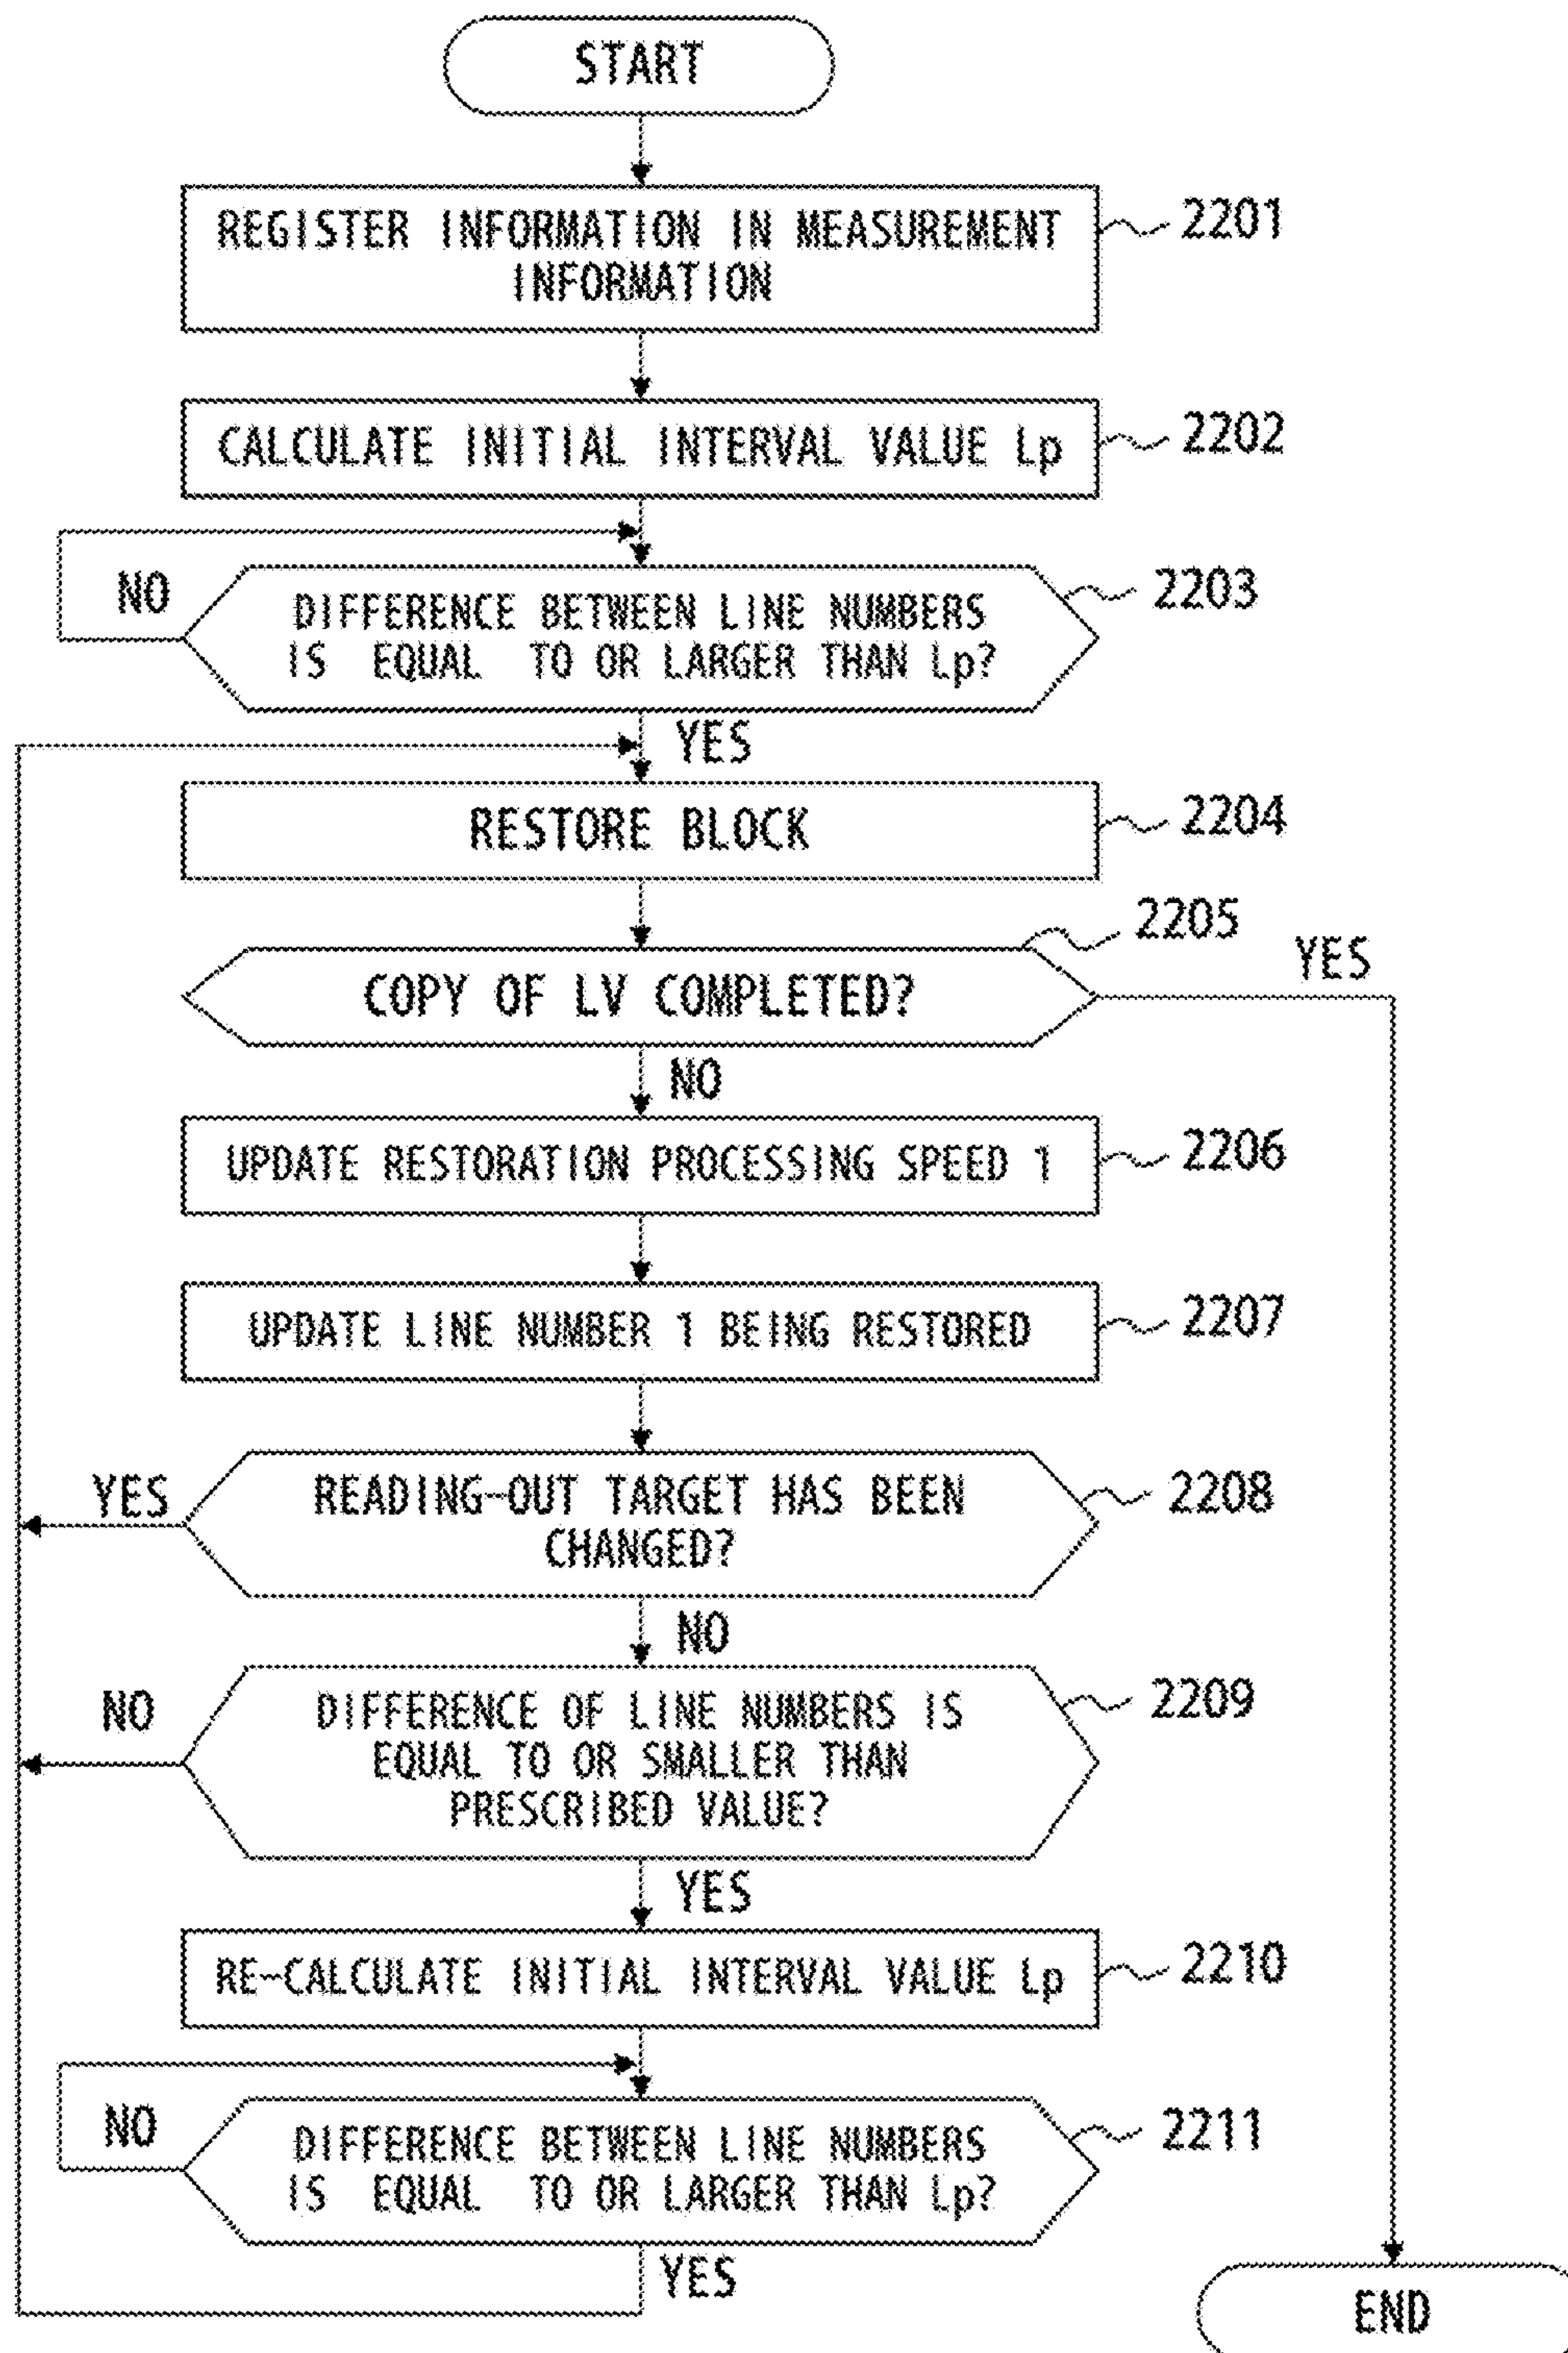 START
REGISTER INFORMATION IN MEASUREMENT
INFORMATION
2201
CALCULATE INITIAL INTERVAL VALUE Lp
2202
NO
DIFFERENCE BETWEEN LINE NUMBERS
IS EQUAL TO OR LARGER THAN Lp?
2203
YES
RESTORE BLOCK
2204
2205
COPY OF LV COMPLETED?
YES
NO
UPDATE RESTORATION PROCESSING SPEED 1
2206
UPDATE LINE NUMBER 1 BEING RESTORED
2207
YES
READING-OUT TARGET HAS BEEN
CHANGED?
2208
NO
NO
DIFFERENCE OF LINE NUMBERS IS
EQUAL TO OR SMALLER THAN
PRESCRIBED VALUE?
2209
YES
RE-CALCULATE INITIAL INTERVAL VALUE Lp
2210
NO
DIFFERENCE BETWEEN LINE NUMBERS
IS EQUAL TO OR LARGER THAN Lp?
2211
YES
END